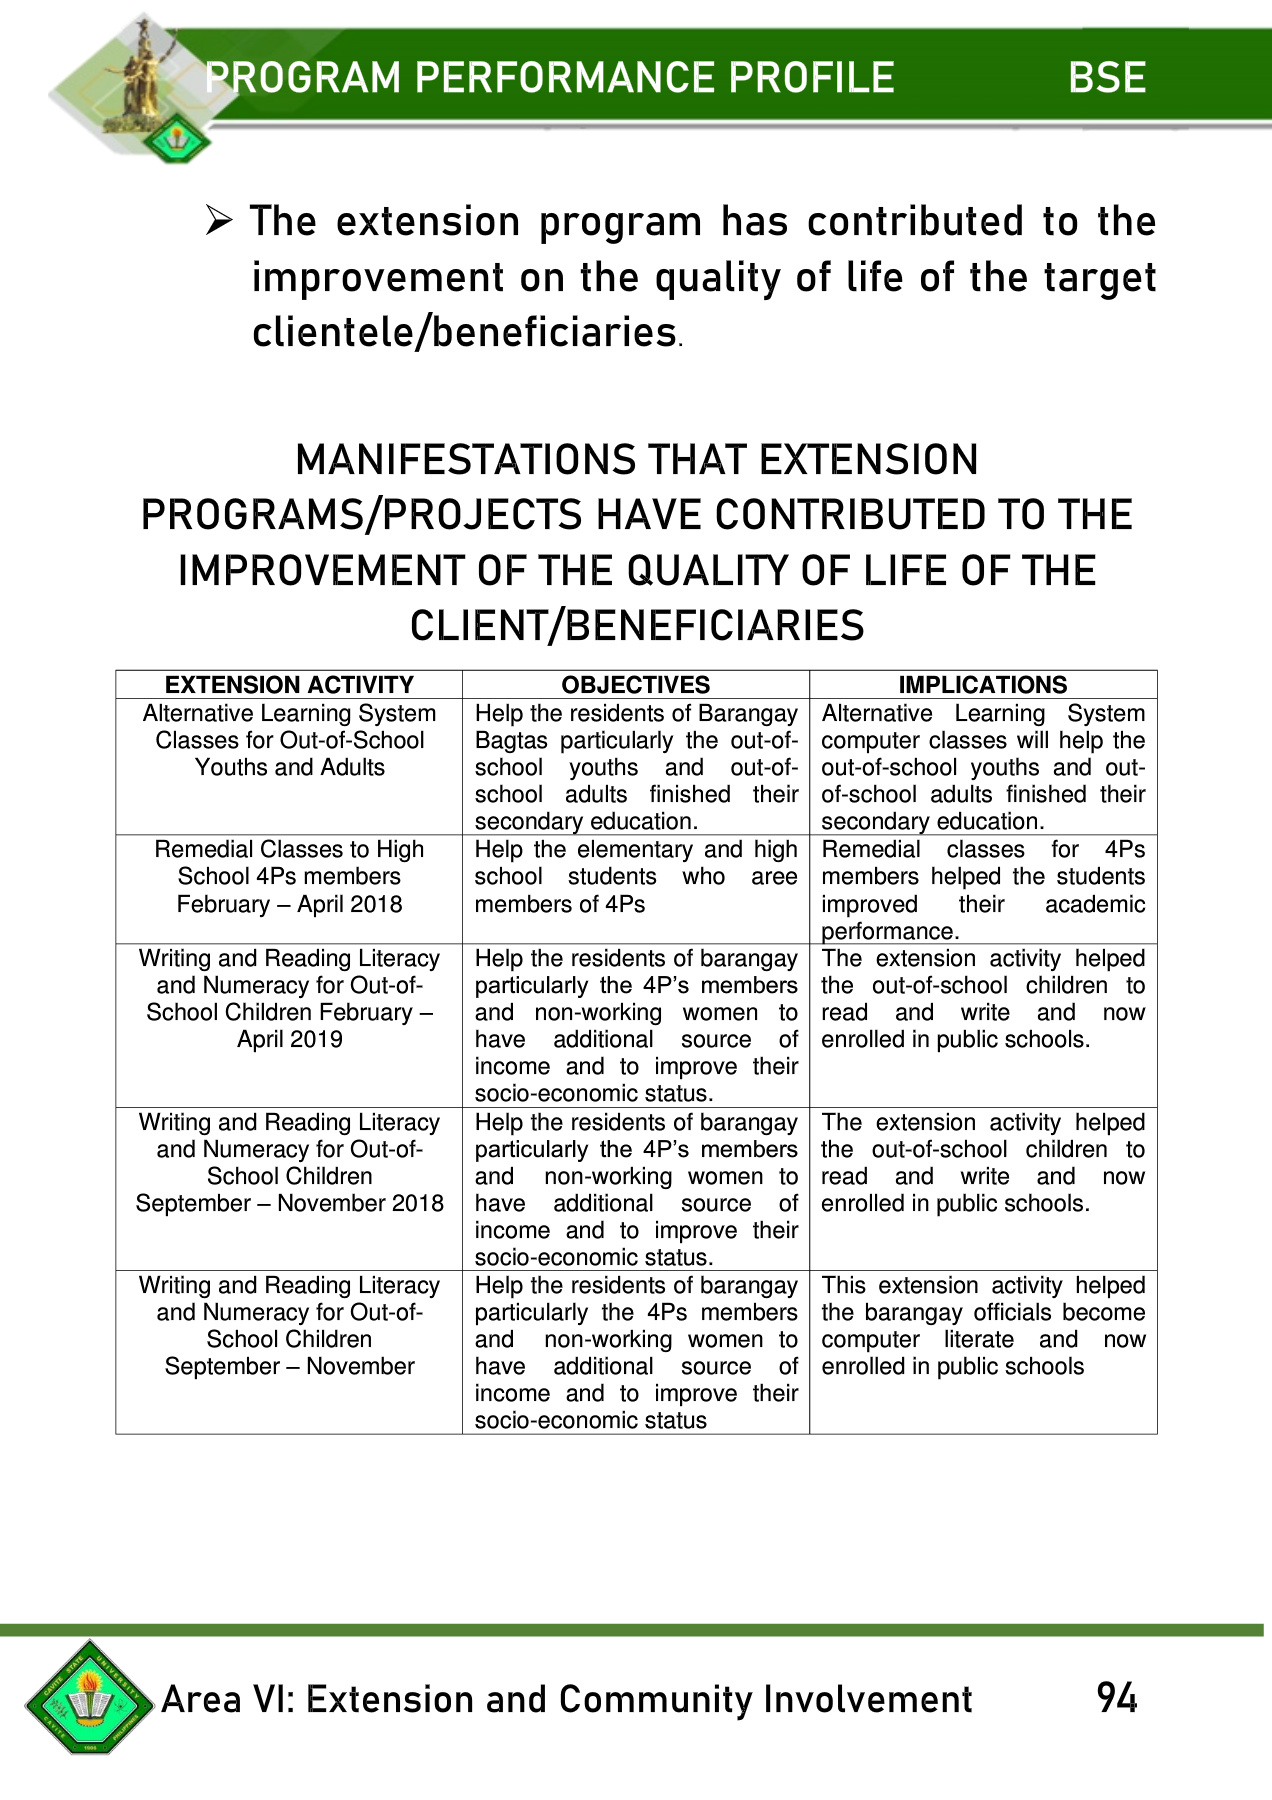 PROGRAM PERFORMANCE PROFILE BSE
➢ The extension program has contributed to the
improvement on the quality of life of the target
clientele/beneficiaries.
MANIFESTATIONS THAT EXTENSION
PROGRAMS/PROJECTS HAVE CONTRIBUTED TO THE
IMPROVEMENT OF THE QUALITY OF LIFE OF THE
CLIENT/BENEFICIARIES
EXTENSION ACTIVITY
OBJECTIVES
IMPLICATIONS
Alternative Learning System
Classes for Out-of-School
Youths and Adults
Help the residents of Barangay
Bagtas particularly the out-of-
school youths and out-of-
school adults finished their
secondary education.
Alternative Learning System
computer classes will help the
out-of-school youths and out-
of-school adults finished their
secondary education.
Remedial Classes to High
School 4Ps members
February – April 2018
Help the elementary and high
school students who aree
members of 4Ps
Remedial classes for 4Ps
members helped the students
improved their academic
performance.
Writing and Reading Literacy
and Numeracy for Out-of-
School Children February –
April 2019
Help the residents of barangay
particularly the 4P’s members
and non-working women to
have additional source of
income and to improve their
socio-economic status.
The extension activity helped
the out-of-school children to
read and write and now
enrolled in public schools.
Writing and Reading Literacy
and Numeracy for Out-of-
School Children
September – November 2018
Help the residents of barangay
particularly the 4P’s members
and non-working women to
have additional source of
income and to improve their
socio-economic status.
The extension activity helped
the out-of-school children to
read and write and now
enrolled in public schools.
Writing and Reading Literacy
and Numeracy for Out-of-
School Children
September – November
Help the residents of barangay
particularly the 4Ps members
and non-working women to
have additional source of
income and to improve their
socio-economic status
This extension activity helped
the barangay officials become
computer literate and now
enrolled in public schools
CAVITE STATE UNIVERSITY
CAVITE PHILIPPINES
1906
Area VI: Extension and Community Involvement 94